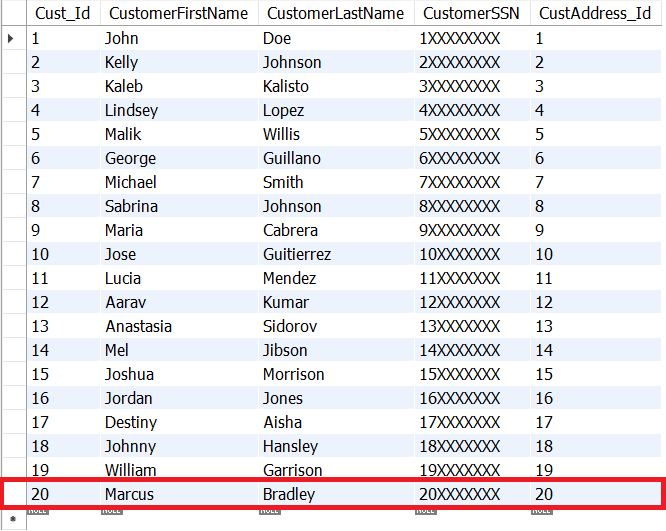 Cust_Id CustomerFirstName CustomerLastName CustomerSSN CustAddress_Id
1 John Doe 1XXXXXXXX 1
2 Kelly Johnson 2XXXXXXXX 2
3 Kaleb Kalisto 3XXXXXXXX 3
4 Lindsey Lopez 4XXXXXXXX 4
5 Malik Willis 5XXXXXXXX 5
6 George Guillano 6XXXXXXXX 6
7 Michael Smith 7XXXXXXXX 7
8 Sabrina Johnson 8XXXXXXXX 8
9 Maria Cabrera 9XXXXXXXX 9
10 Jose Guitierrez 10XXXXXXX 10
11 Lucia Mendez 11XXXXXXX 11
12 Aarav Kumar 12XXXXXXX 12
13 Anastasia Sidorov 13XXXXXXX 13
14 Mel Jibson 14XXXXXXX 14
15 Joshua Morrison 15XXXXXXX 15
16 Jordan Jones 16XXXXXXX 16
17 Destiny Aisha 17XXXXXXX 17
18 Johnny Hansley 18XXXXXXX 18
19 William Garrison 19XXXXXXX 19
20 Marcus Bradley 20XXXXXXX 20
NULL NULL NULL NULL NULL